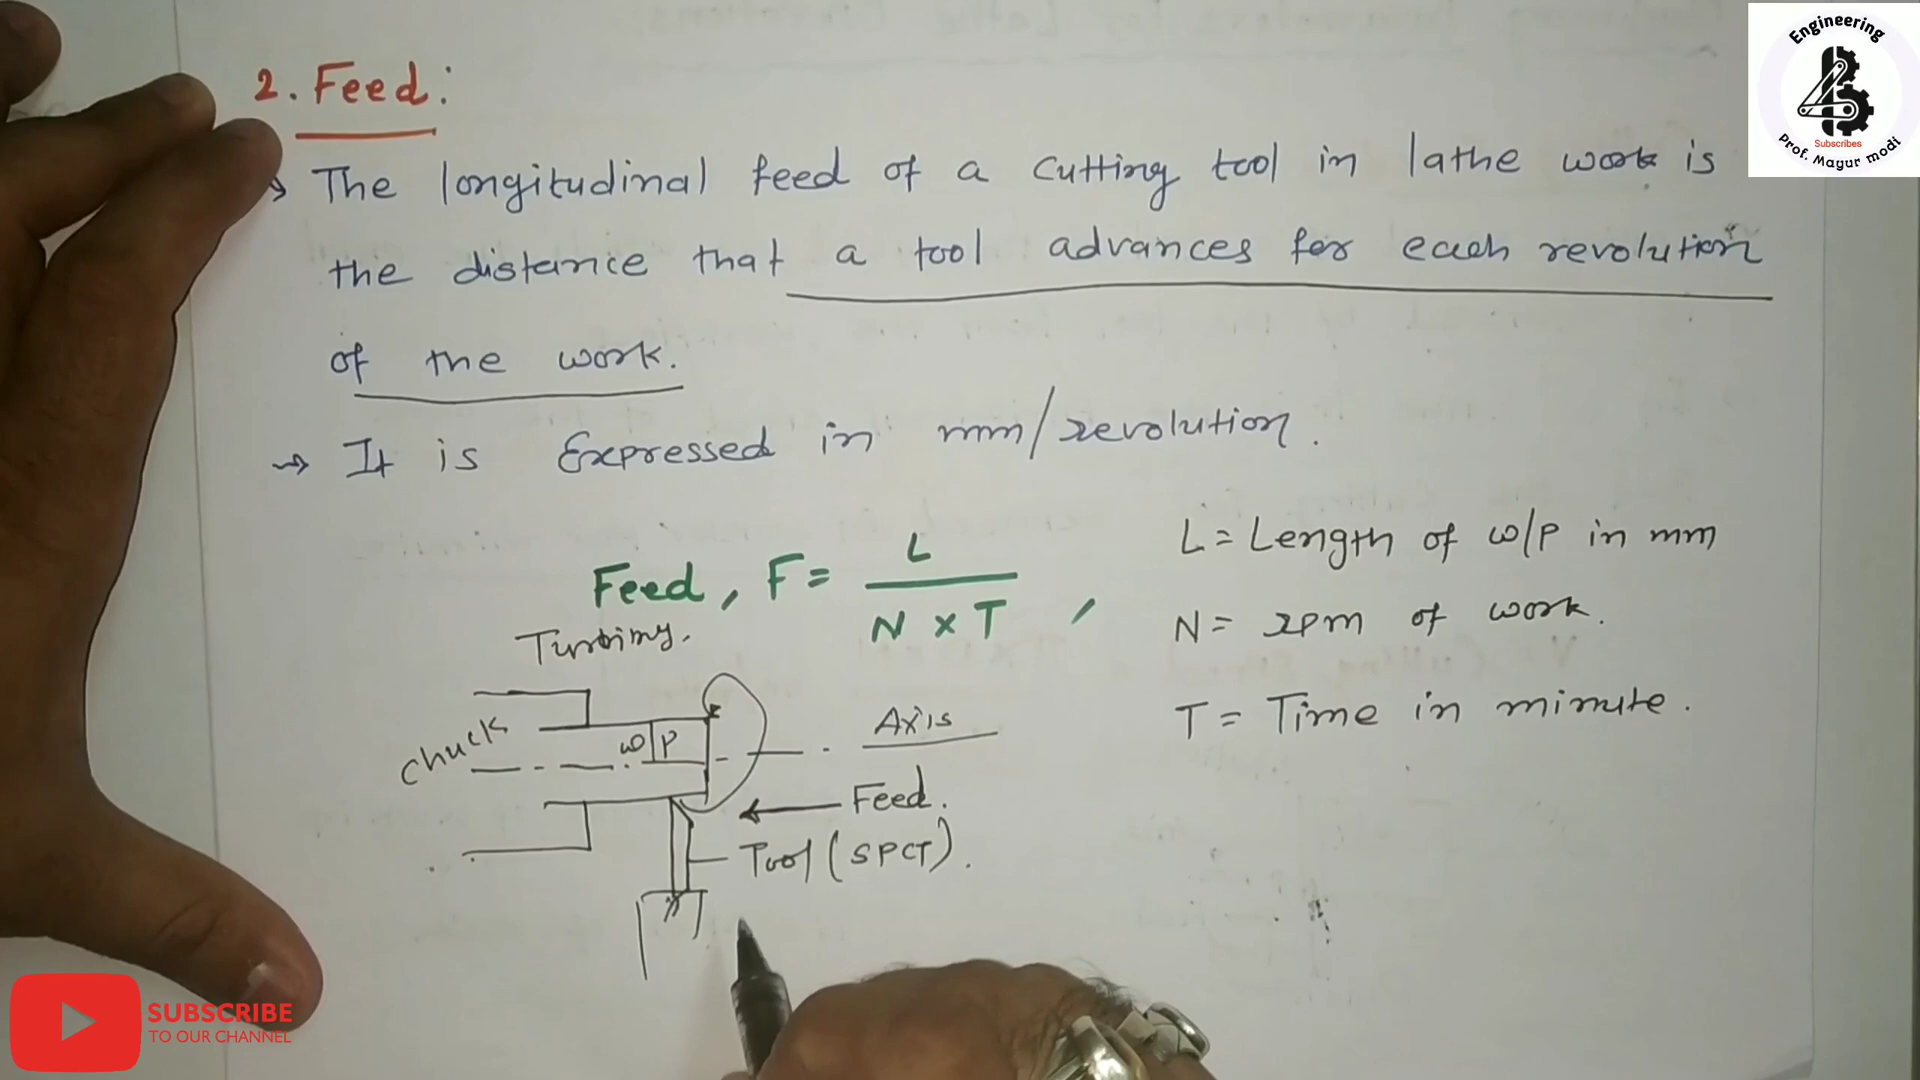 2. Feed:
→ The longitudinal feed of a cutting tool in lathe work is
the distance that a tool advances for each revolution
of the work.
→ It is Expressed in mm/revolution.
Feed, F = L / N x T ,
L = Length of w/p in mm
N = rpm of work.
T = Time in minute.
Turning.
chuck
w/p
Axis
Feed.
Tool (SPCT).
Engineering
Subscribes
Prof. Mayur modi
SUBSCRIBE
TO OUR CHANNEL